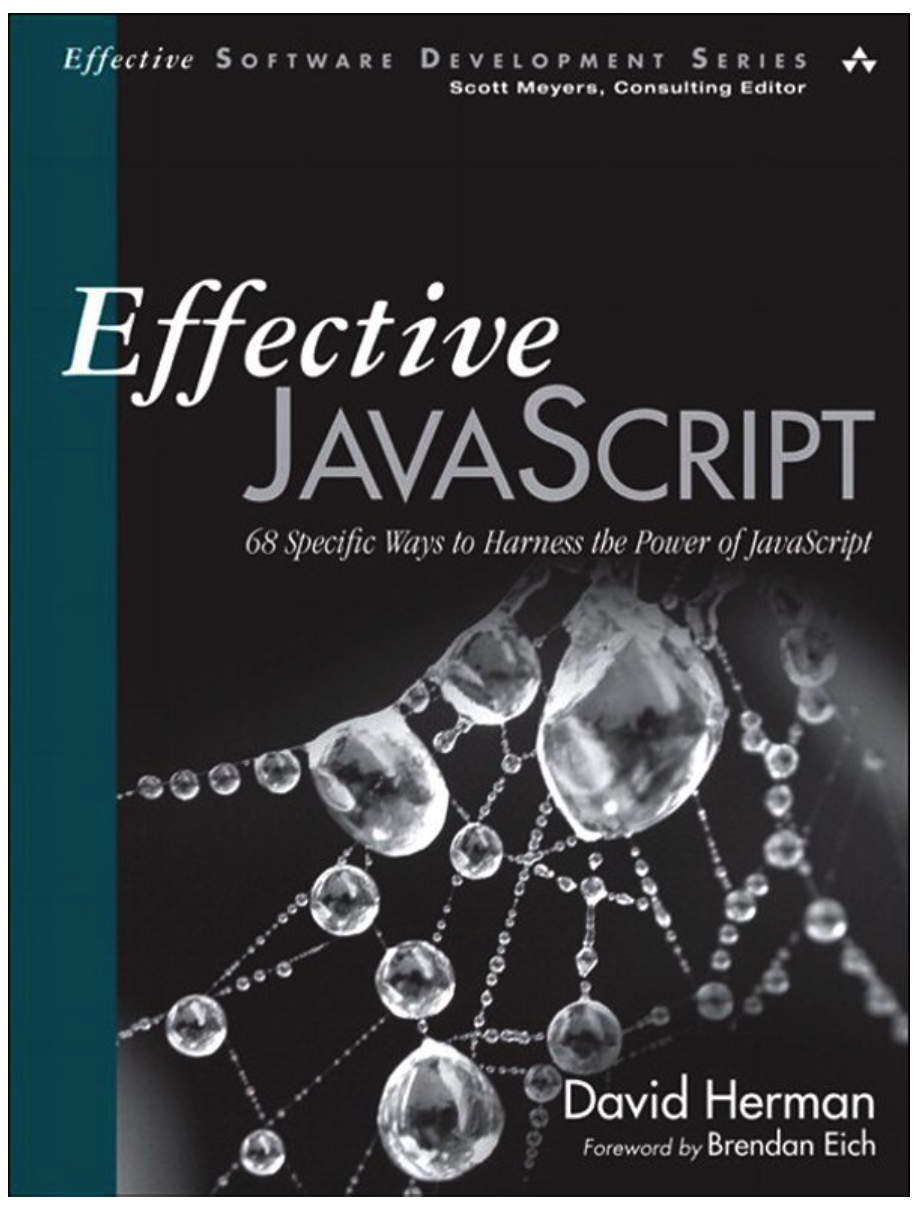 Effective SOFTWARE DEVELOPMENT SERIES
Scott Meyers, Consulting Editor
Effective
JAVASCRIPT
68 Specific Ways to Harness the Power of JavaScript
David Herman
Foreword by Brendan Eich